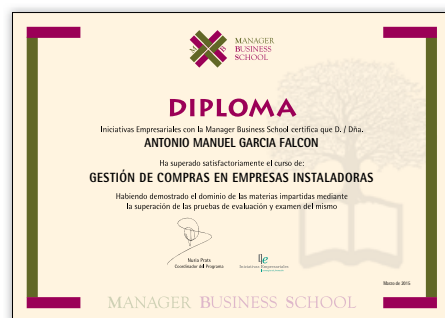 M B
MANAGER
BUSINESS
SCHOOL
DIPLOMA
Iniciativas Empresariales con la Manager Business School certifica que D. / Dña.
ANTONIO MANUEL GARCIA FALCON
Ha superado satisfactoriamente el curso de:
GESTIÓN DE COMPRAS EN EMPRESAS INSTALADORAS
Habiendo demostrado el dominio de las materias impartidas mediante
la superación de las pruebas de evaluación y examen del mismo
Nuria Prats
Coordinador del Programa
Iniciativas Empresariales
Marzo de 2015
MANAGER BUSINESS SCHOOL